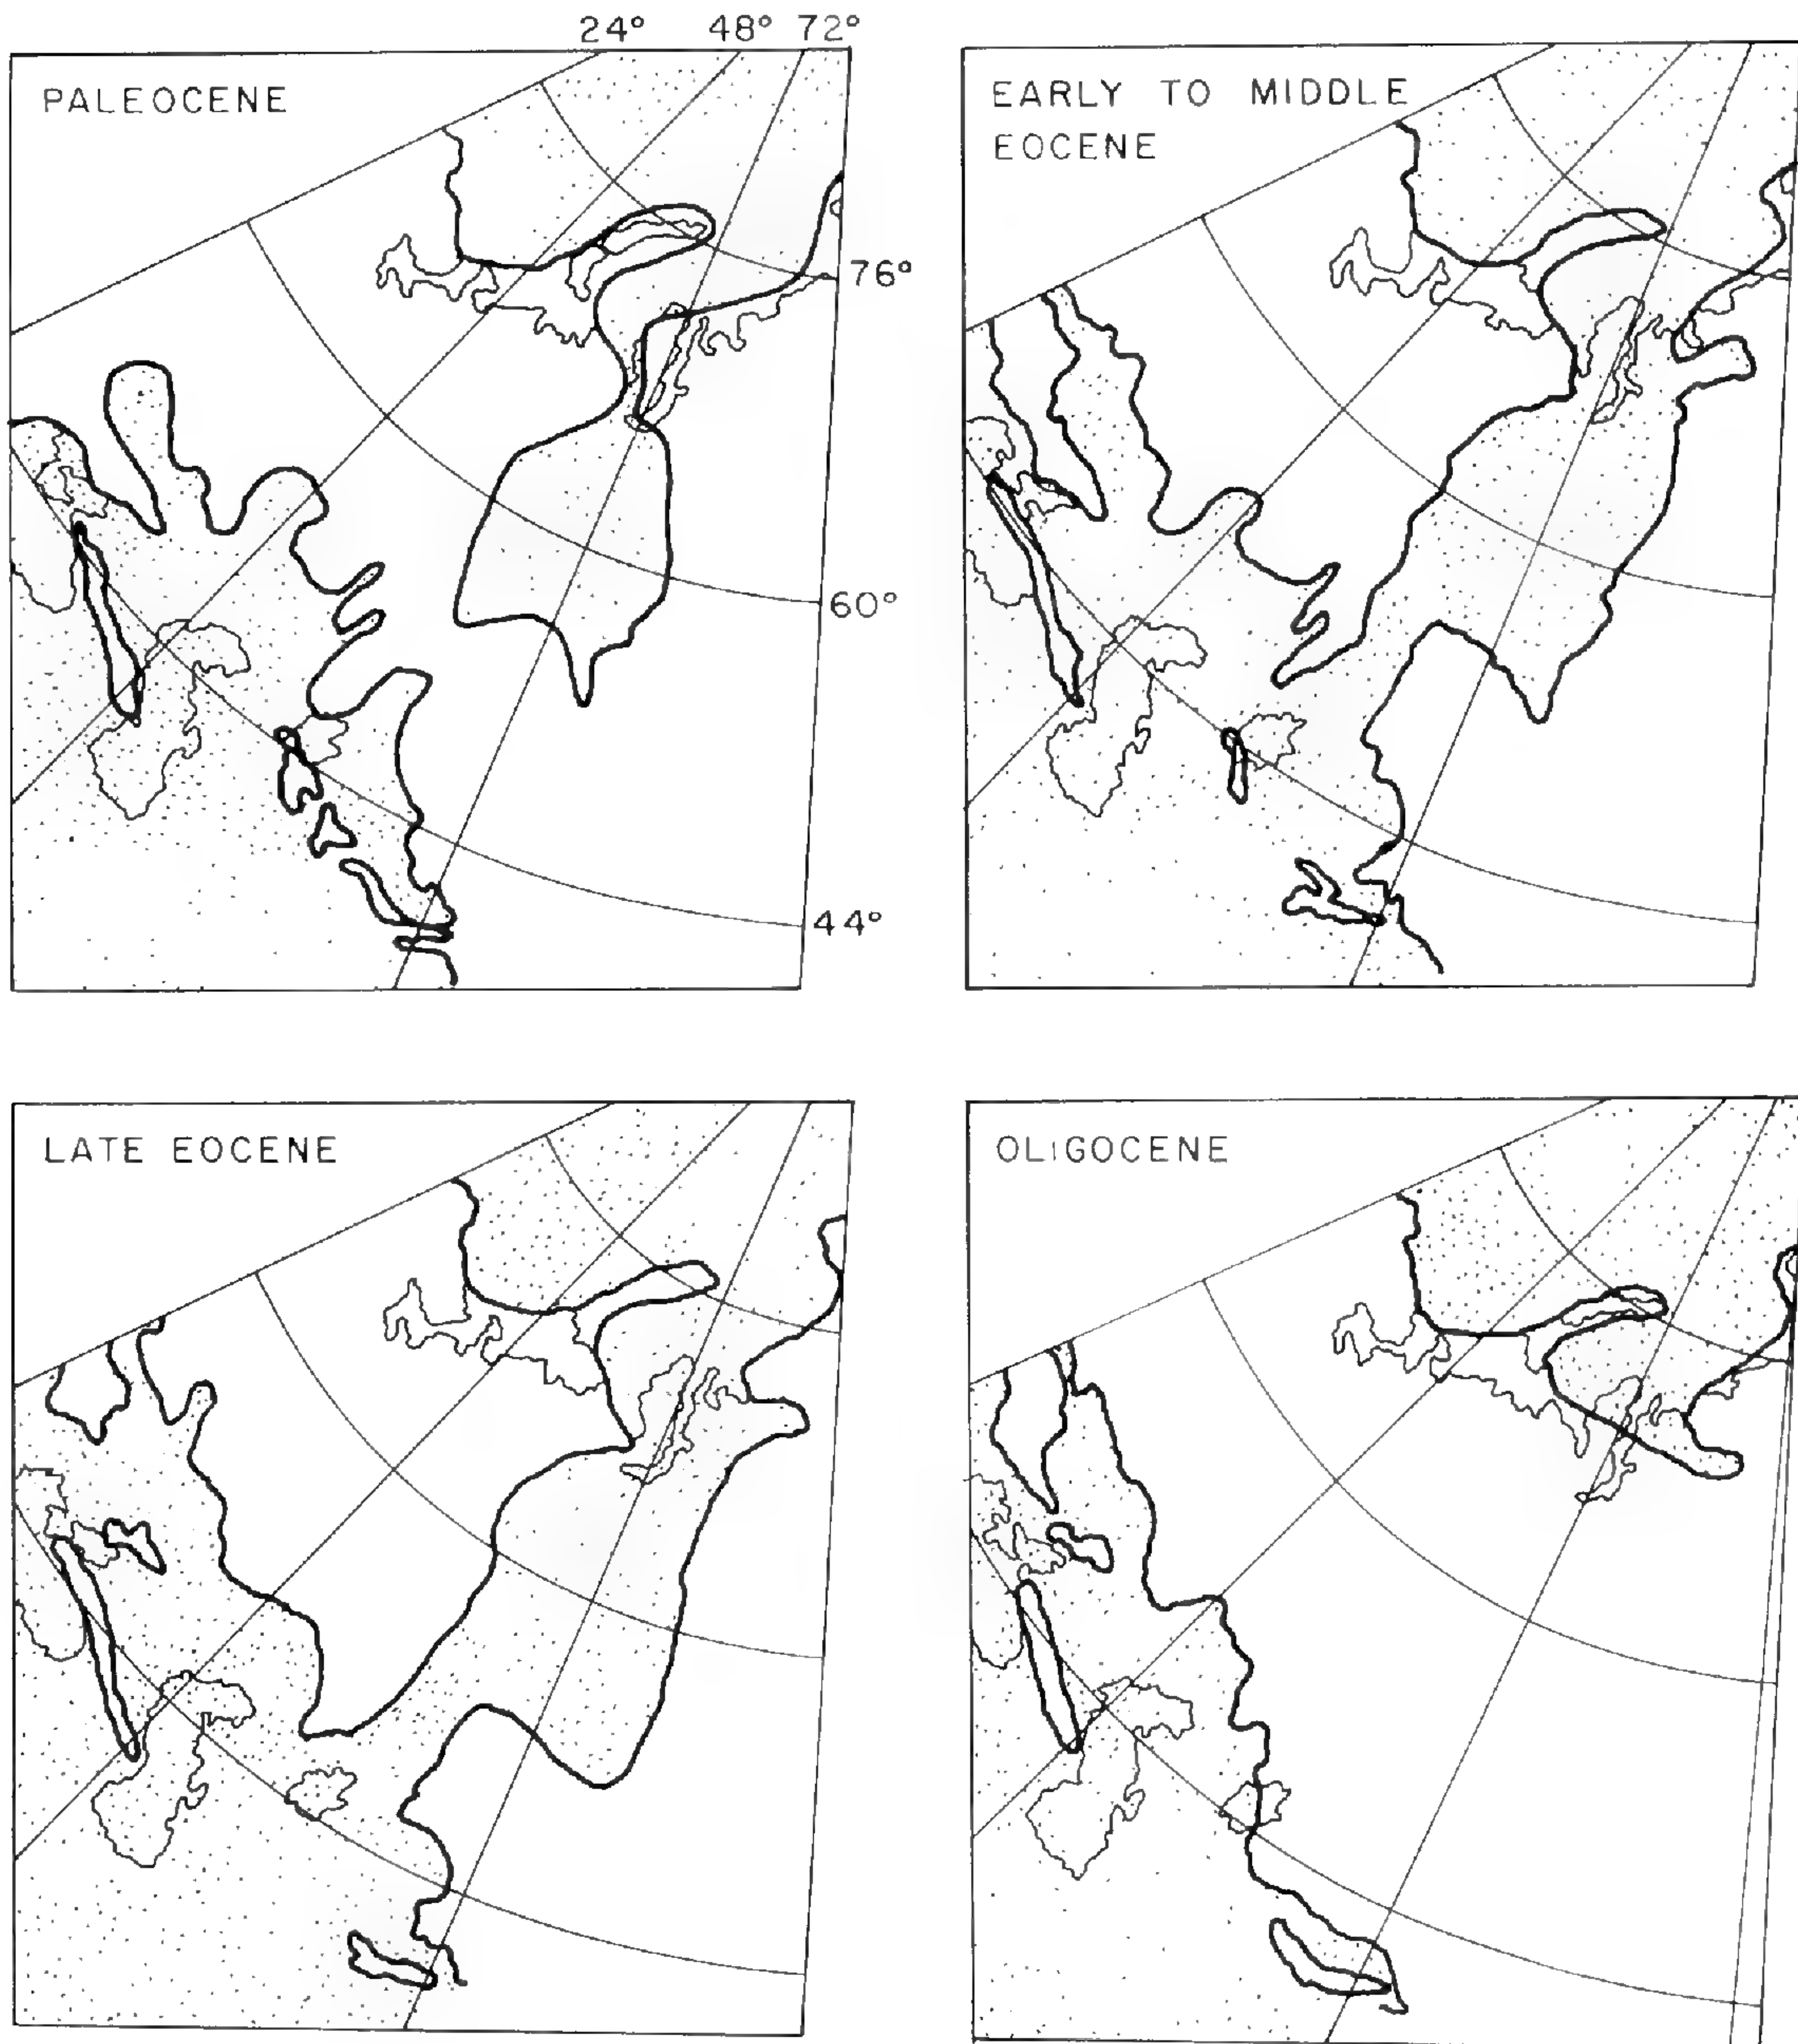 24° 48° 72°
PALEOCENE
76°
60°
44°
EARLY TO MIDDLE
EOCENE
LATE EOCENE
OLIGOCENE